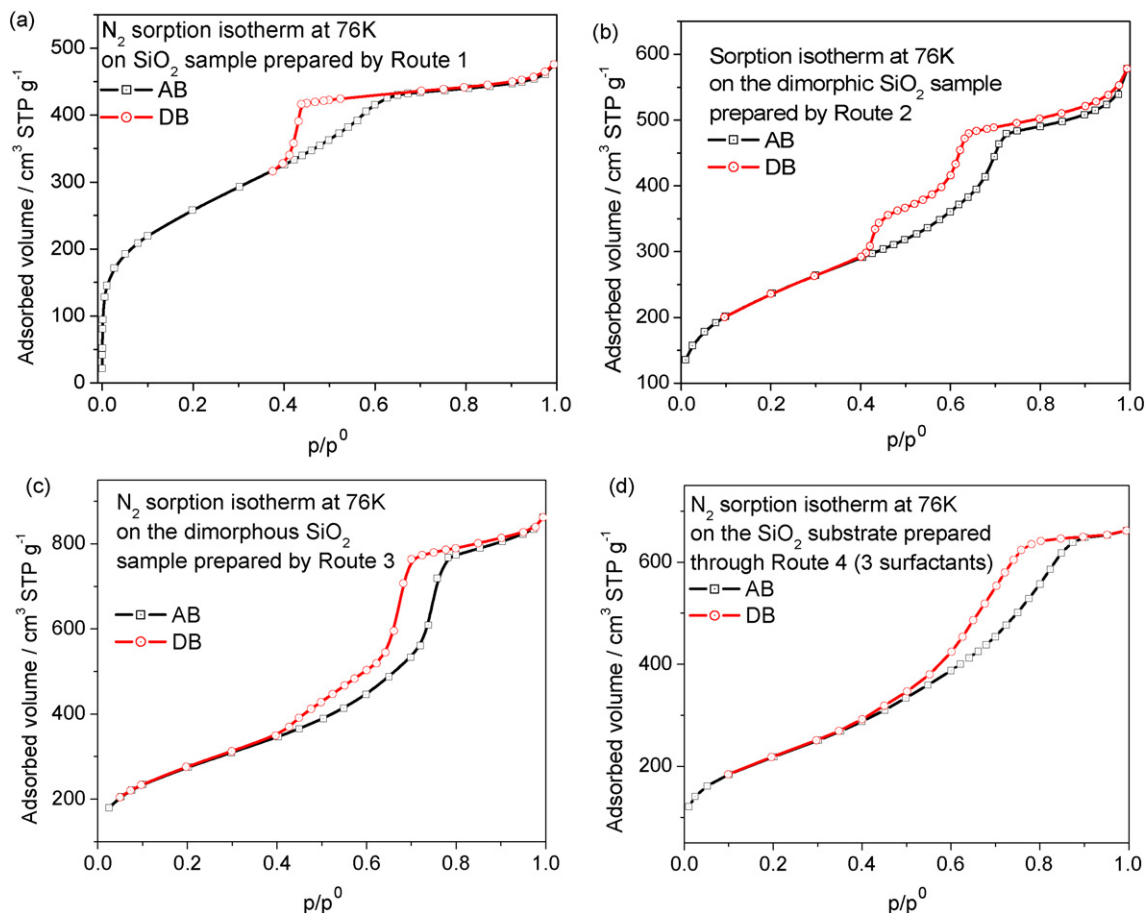 (a)
N₂ sorption isotherm at 76K
on SiO₂ sample prepared by Route 1
AB
DB
500
400
300
200
100
0
Adsorbed volume / cm³ STP g⁻¹
0.0 0.2 0.4 0.6 0.8 1.0
p/p⁰
(b)
Sorption isotherm at 76K
on the dimorphic SiO₂ sample
prepared by Route 2
AB
DB
600
500
400
300
200
100
Adsorbed volume / cm³ STP g⁻¹
0.0 0.2 0.4 0.6 0.8 1.0
p/p⁰
(c)
N₂ sorption isotherm at 76K
on the dimorphous SiO₂
sample prepared by Route 3
AB
DB
800
600
400
200
Adsorbed volume / cm³ STP g⁻¹
0.0 0.2 0.4 0.6 0.8 1.0
p/p⁰
(d)
N₂ sorption isotherm at 76K
on the SiO₂ substrate prepared
through Route 4 (3 surfactants)
AB
DB
600
400
200
Adsorbed volume / cm³ STP g⁻¹
0.0 0.2 0.4 0.6 0.8 1.0
p/p⁰